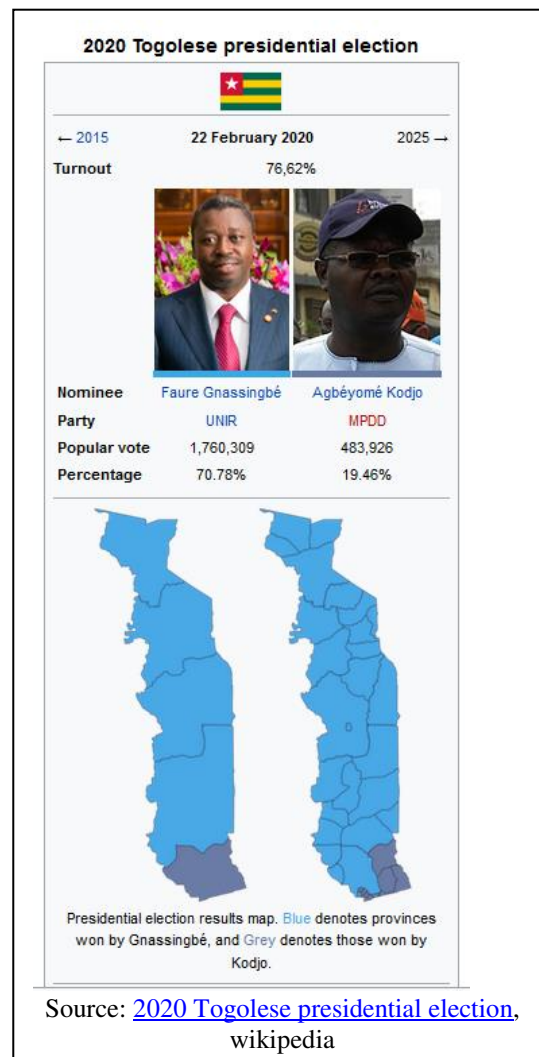 2020 Togolese presidential election
← 2015 22 February 2020 2025 →
Turnout 76,62%
Nominee Faure Gnassingbé Agbéyomé Kodjo
Party UNIR MPDD
Popular vote 1,760,309 483,926
Percentage 70.78% 19.46%
Presidential election results map. Blue denotes provinces
won by Gnassingbé, and Grey denotes those won by
Kodjo.
Source: 2020 Togolese presidential election,
wikipedia